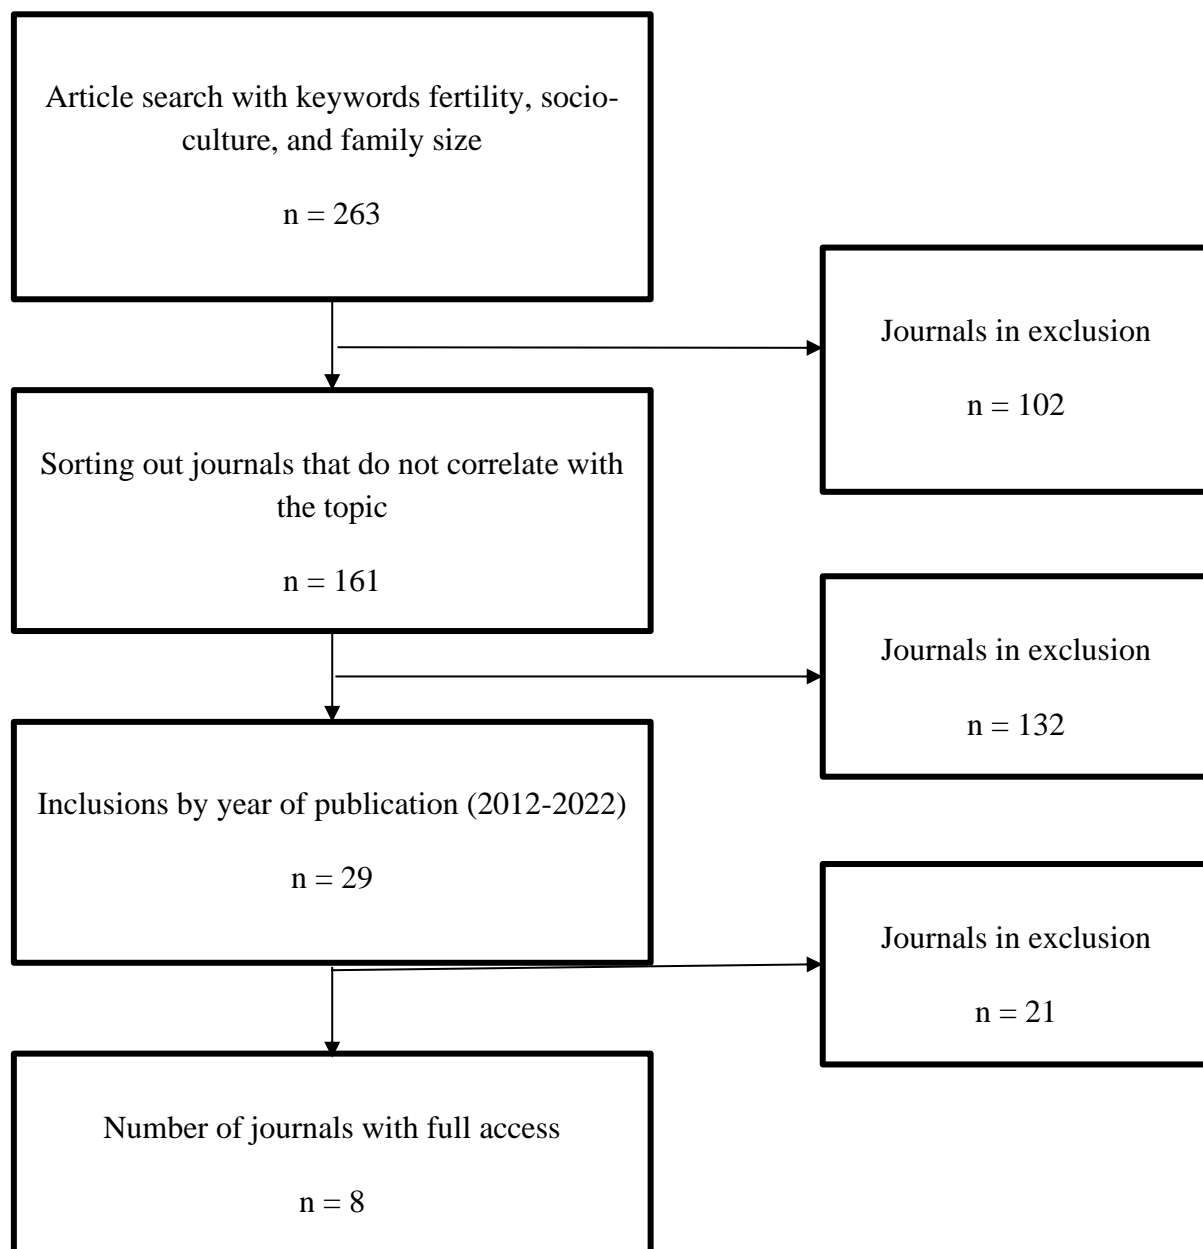 Article search with keywords fertility, socio-
culture, and family size
n = 263
Journals in exclusion
n = 102
Sorting out journals that do not correlate with
the topic
n = 161
Journals in exclusion
n = 132
Inclusions by year of publication (2012-2022)
n = 29
Journals in exclusion
n = 21
Number of journals with full access
n = 8